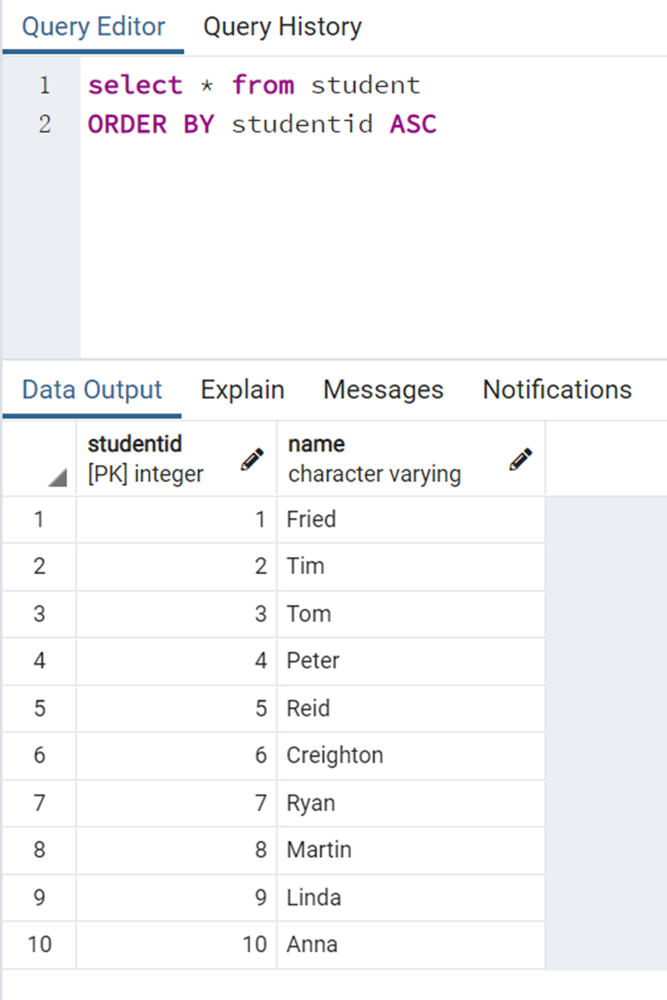 Query Editor Query History
1 select * from student
2 ORDER BY studentid ASC
Data Output Explain Messages Notifications
studentid name
[PK] integer character varying
1 1 Fried
2 2 Tim
3 3 Tom
4 4 Peter
5 5 Reid
6 6 Creighton
7 7 Ryan
8 8 Martin
9 9 Linda
10 10 Anna